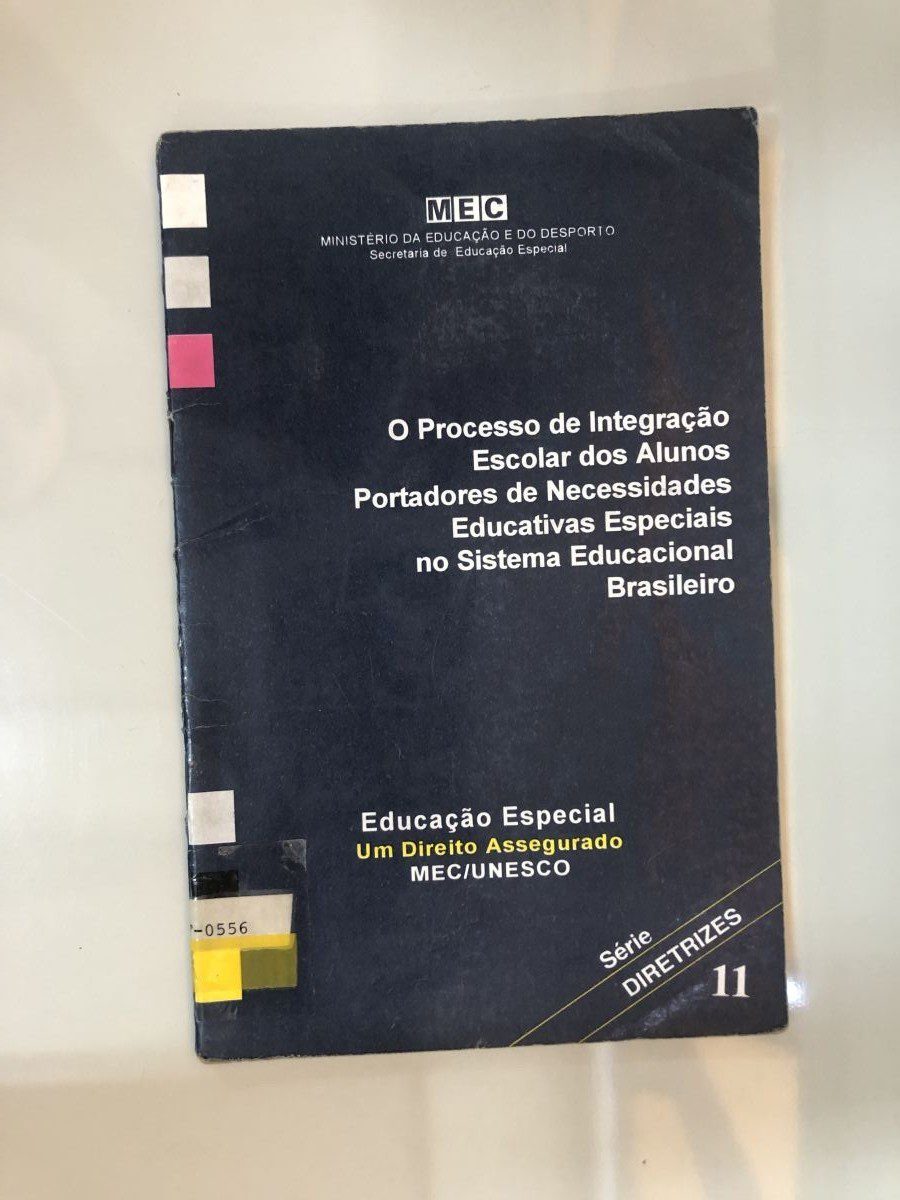 MEC
MINISTÉRIO DA EDUCAÇÃO E DO DESPORTO
Secretaria de Educação Especial
O Processo de Integração
Escolar dos Alunos
Portadores de Necessidades
Educativas Especiais
no Sistema Educacional
Brasileiro
Educação Especial
Um Direito Assegurado
MEC/UNESCO
-0556
Série
DIRETRIZES
11